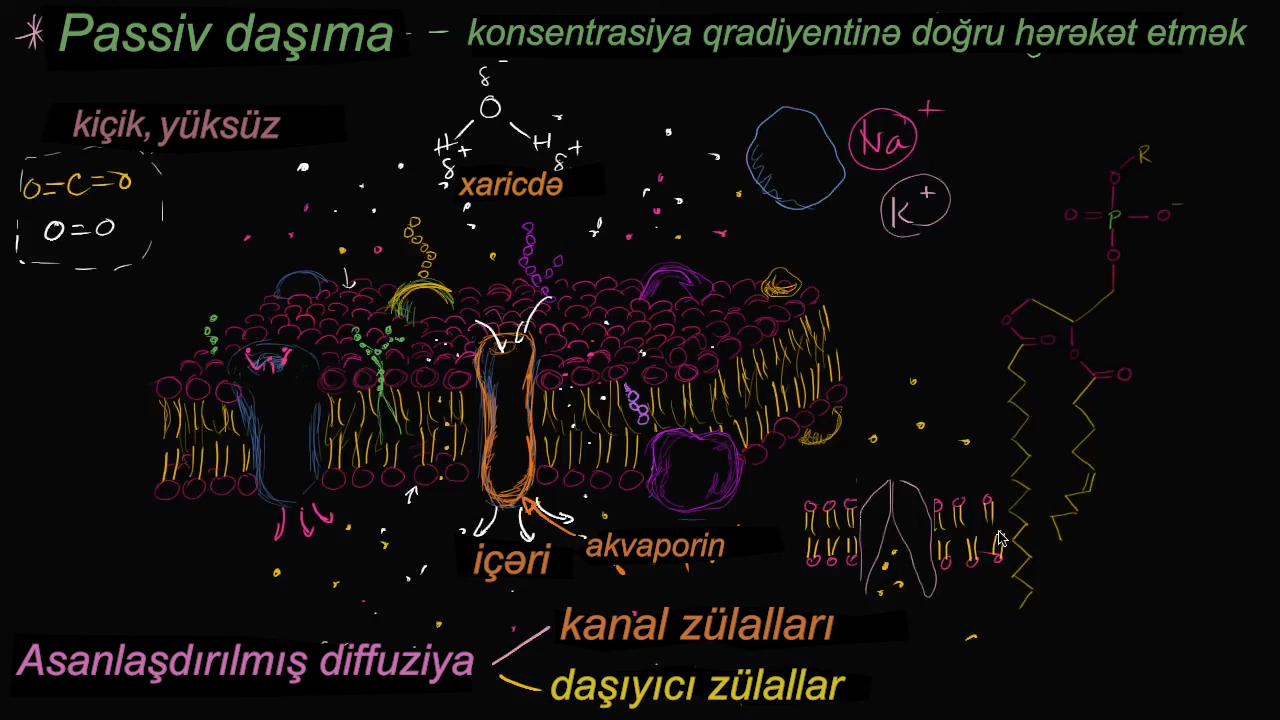 * Passiv daşıma - - konsentrasiya qradiyentinə doğru hərəkət etmək
kiçik, yüksüz
O=C=O
O=O
δ-
O
H H
δ+ δ+
xaricdə
Na+
K+
R
O
O=P-O-
O
O
O
O
O
içəri
akvaporin
Asanlaşdırılmış diffuziya
kanal zülalları
daşıyıcı zülallar